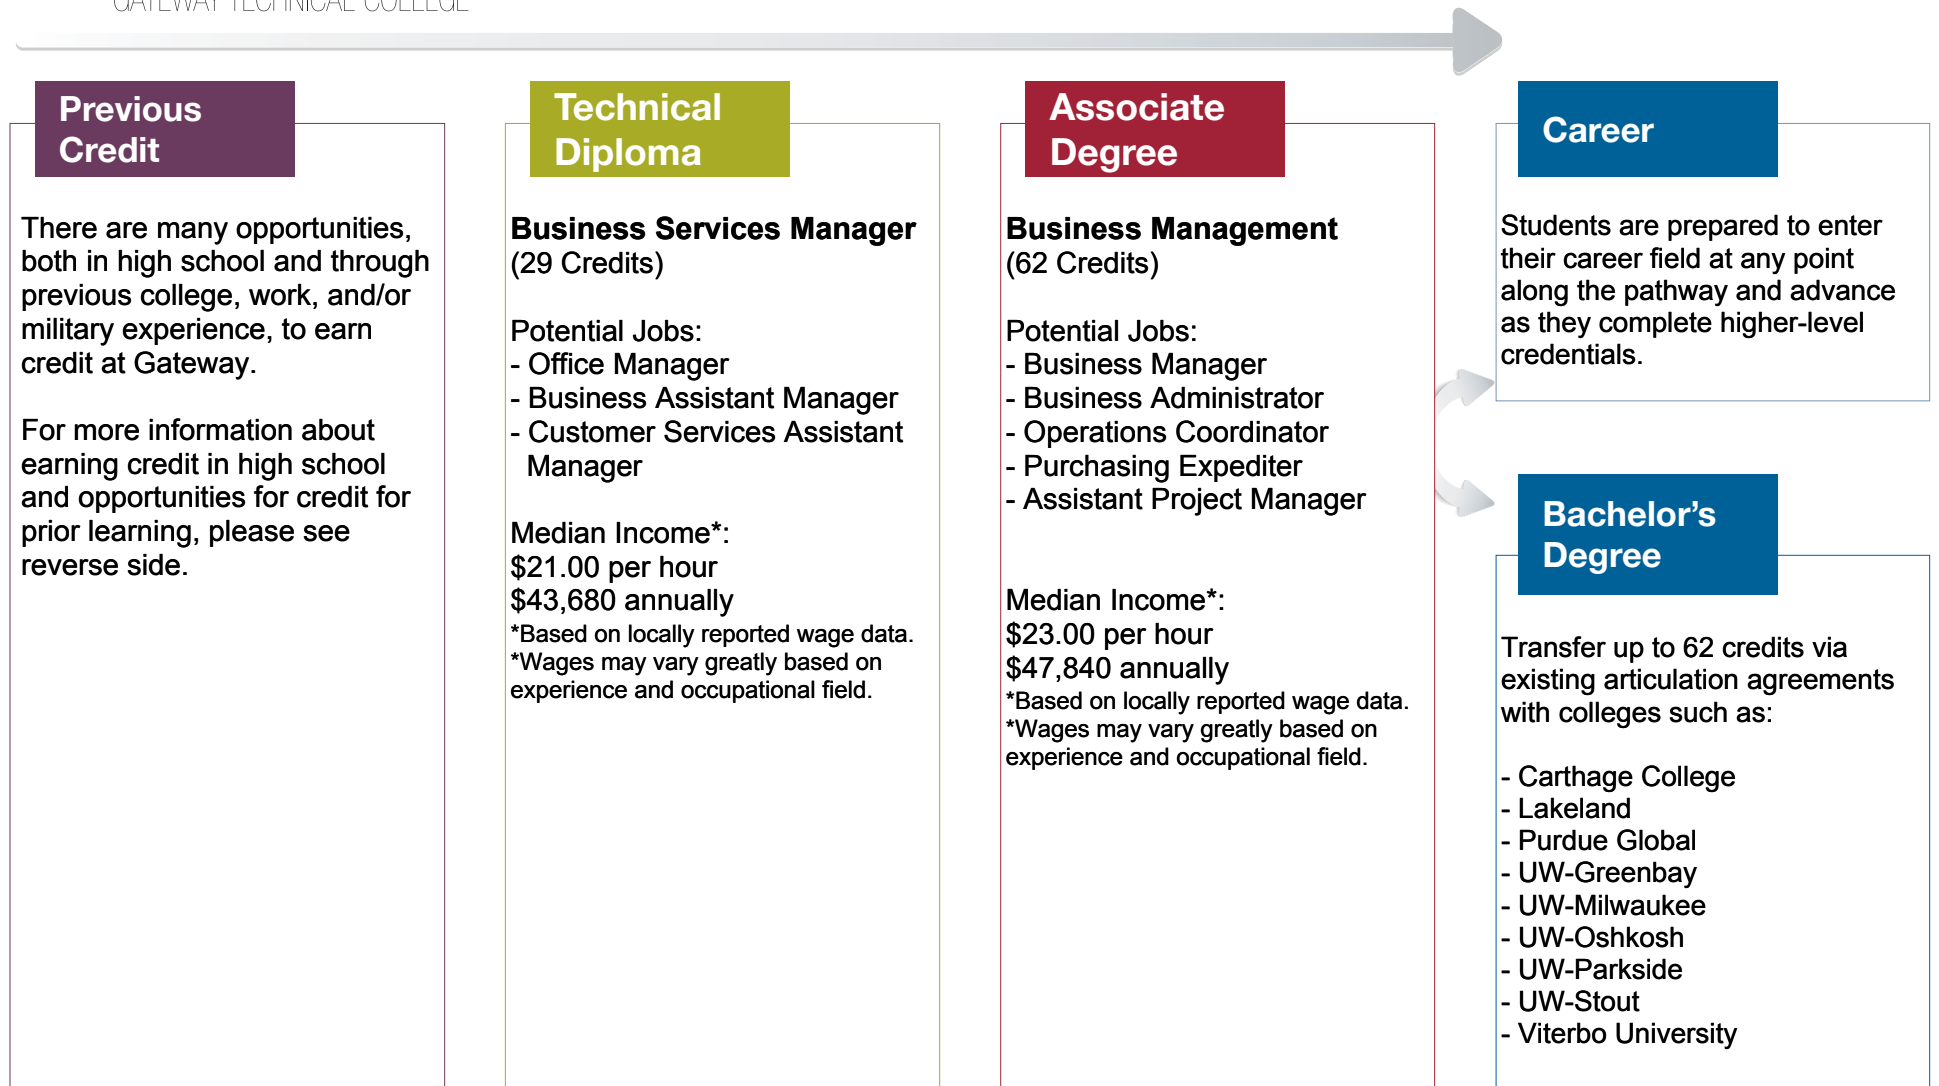 GATEWAY TECHNICAL COLLEGE
Previous
Credit
There are many opportunities,
both in high school and through
previous college, work, and/or
military experience, to earn
credit at Gateway.
For more information about
earning credit in high school
and opportunities for credit for
prior learning, please see
reverse side.
Technical
Diploma
Business Services Manager
(29 Credits)
Potential Jobs:
- Office Manager
- Business Assistant Manager
- Customer Services Assistant
Manager
Median Income*:
$21.00 per hour
$43,680 annually
*Based on locally reported wage data.
*Wages may vary greatly based on
experience and occupational field.
Associate
Degree
Business Management
(62 Credits)
Potential Jobs:
- Business Manager
- Business Administrator
- Operations Coordinator
- Purchasing Expediter
- Assistant Project Manager
Median Income*:
$23.00 per hour
$47,840 annually
*Based on locally reported wage data.
*Wages may vary greatly based on
experience and occupational field.
Career
Students are prepared to enter
their career field at any point
along the pathway and advance
as they complete higher-level
credentials.
Bachelor’s
Degree
Transfer up to 62 credits via
existing articulation agreements
with colleges such as:
- Carthage College
- Lakeland
- Purdue Global
- UW-Greenbay
- UW-Milwaukee
- UW-Oshkosh
- UW-Parkside
- UW-Stout
- Viterbo University